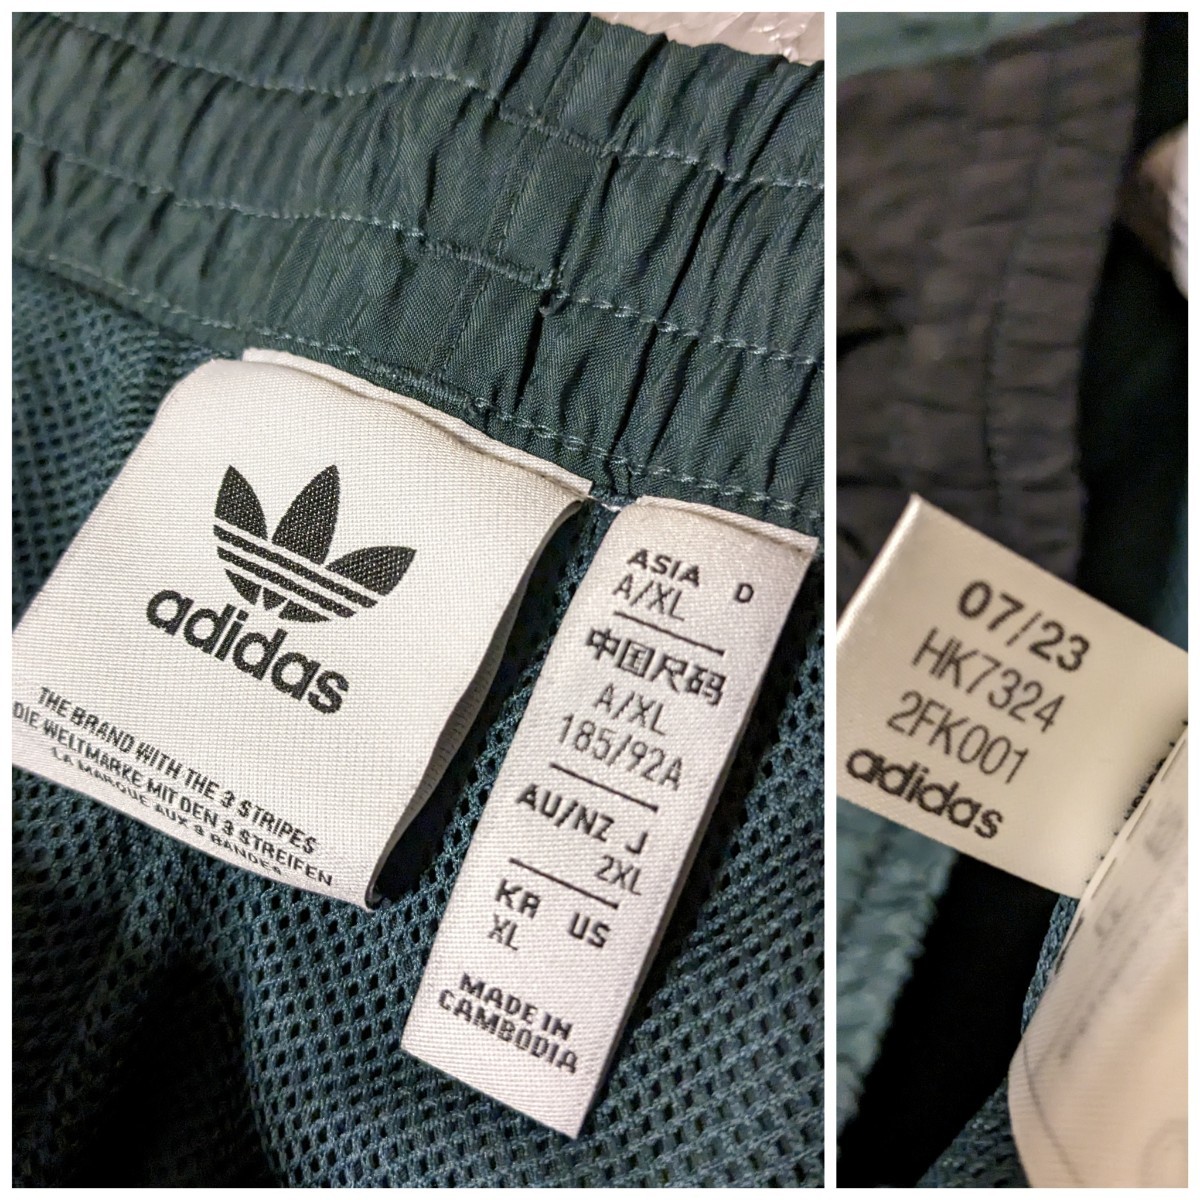 adidas
THE BRAND WITH THE 3 STRIPES
DIE WELTMARKE MIT DEN 3 STREIFEN
LA MARQUE AUX 3 BANDES
ASIA D
A/XL
中国尺码
A/XL
185/92A
AU/NZ J
2XL
KR US
XL
MADE IN
CAMBODIA
07/23
HK7324
2FK001
adidas